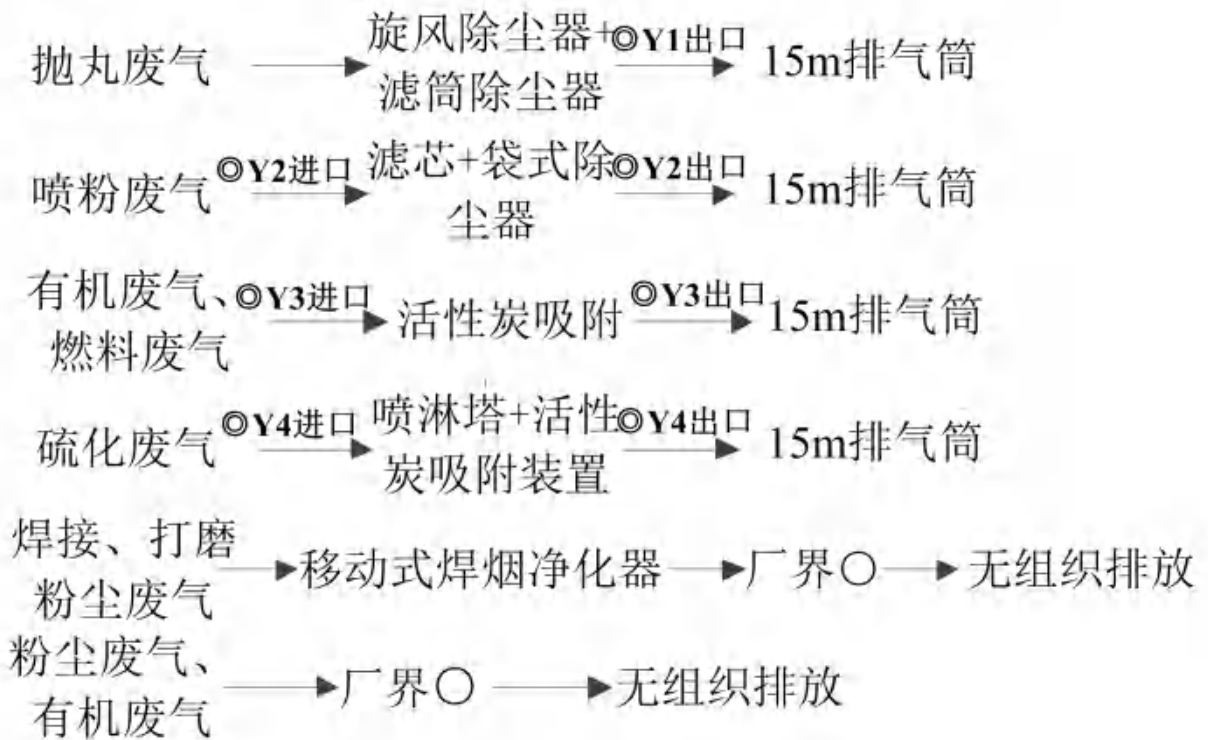 抛丸废气
旋风除尘器+
滤筒除尘器
◎Y1出口
15m排气筒
喷粉废气
◎Y2进口
滤芯+袋式除
尘器
◎Y2出口
15m排气筒
有机废气、
燃料废气
◎Y3进口
活性炭吸附
◎Y3出口
15m排气筒
硫化废气
◎Y4进口
喷淋塔+活性
炭吸附装置
◎Y4出口
15m排气筒
焊接、打磨
粉尘废气
移动式焊烟净化器
厂界○
无组织排放
粉尘废气、
有机废气
厂界○
无组织排放